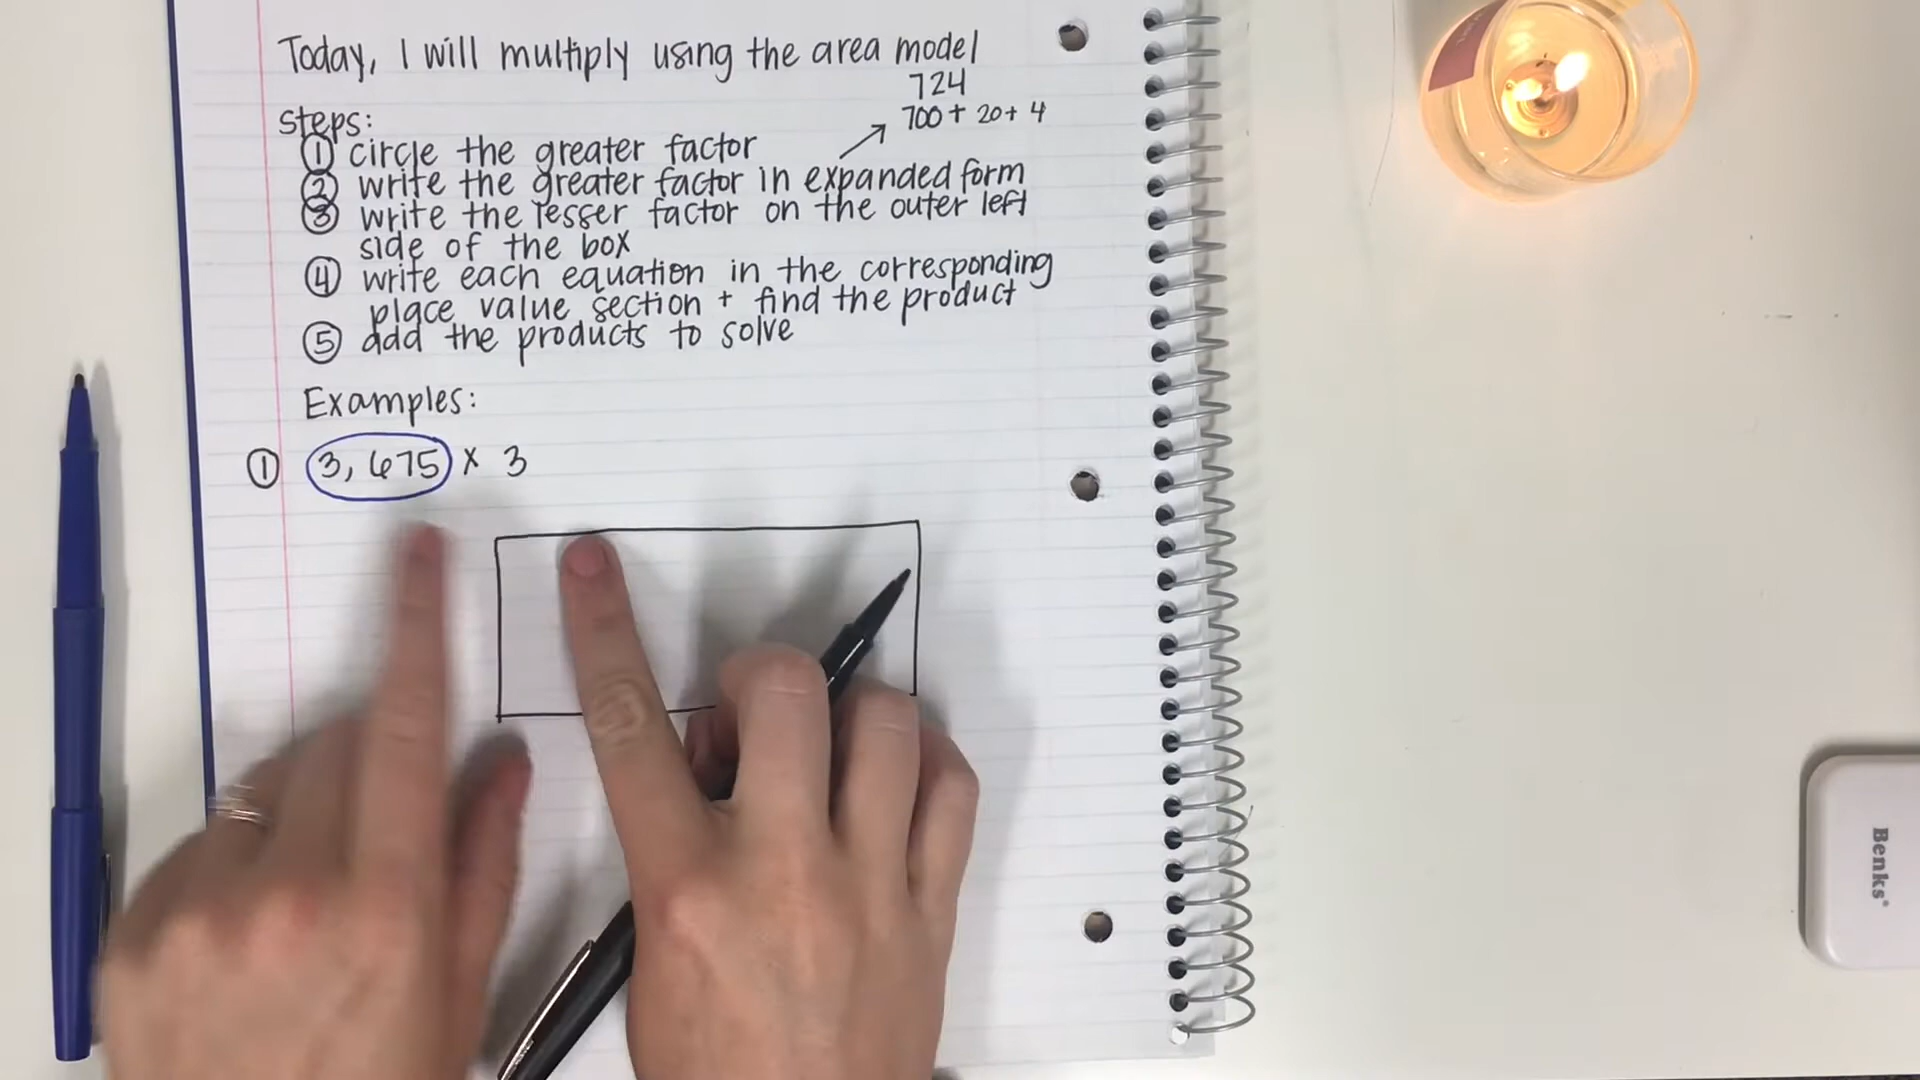 Today, I will multiply using the area model
724
700 + 20 + 4
steps:
① circle the greater factor
② write the greater factor in expanded form
③ write the lesser factor on the outer left
side of the box
④ write each equation in the corresponding
place value section + find the product
⑤ add the products to solve
Examples:
① 3,675 x 3
Benks®